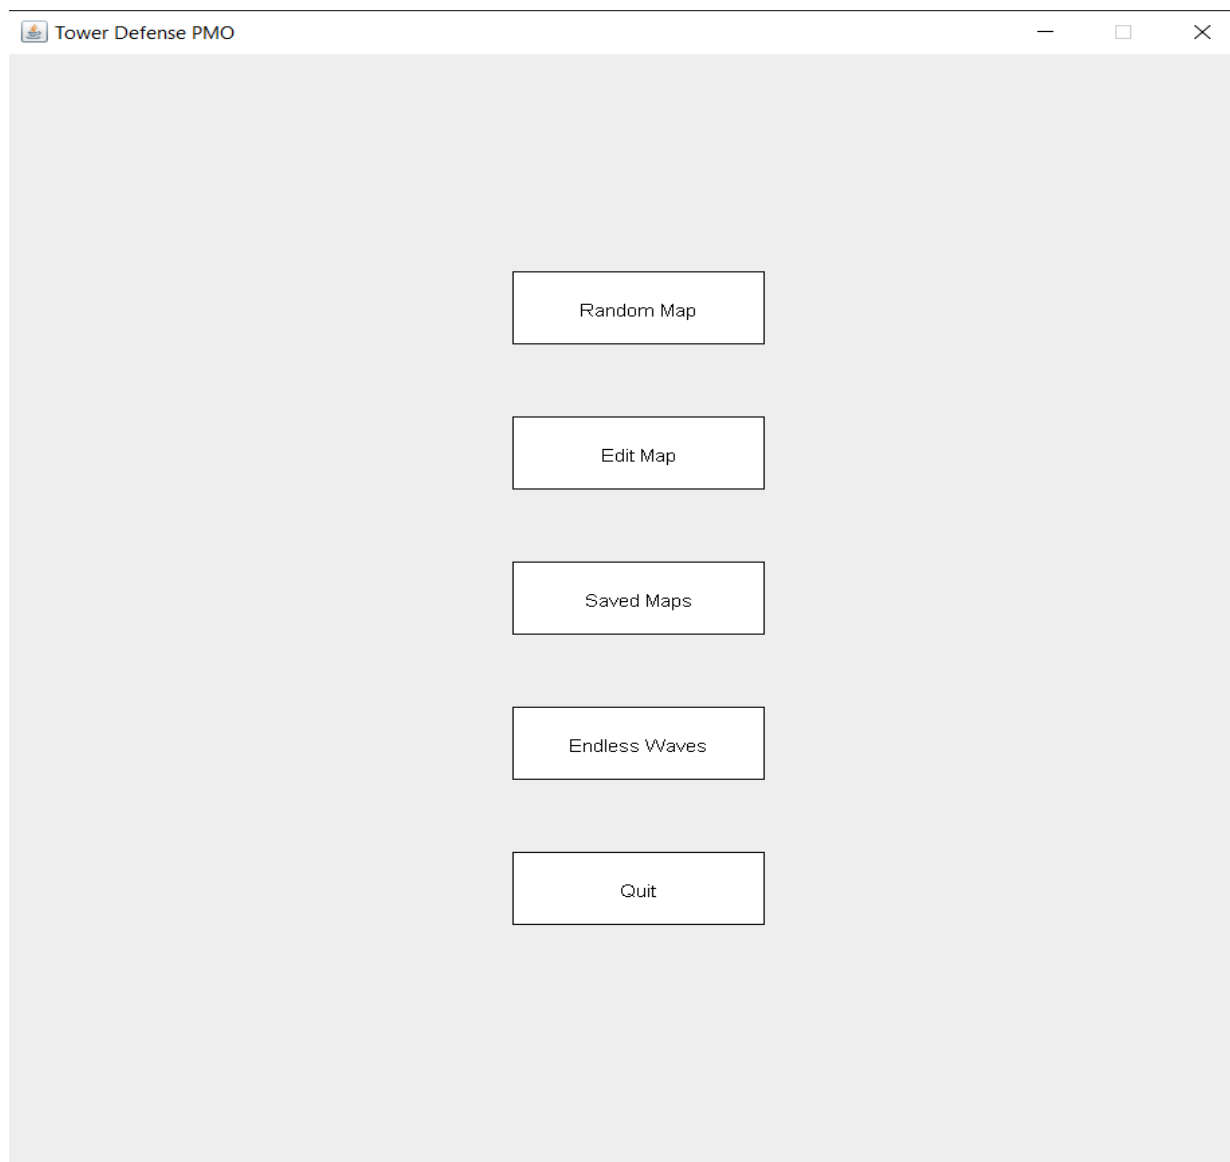 Tower Defense PMO
Random Map
Edit Map
Saved Maps
Endless Waves
Quit